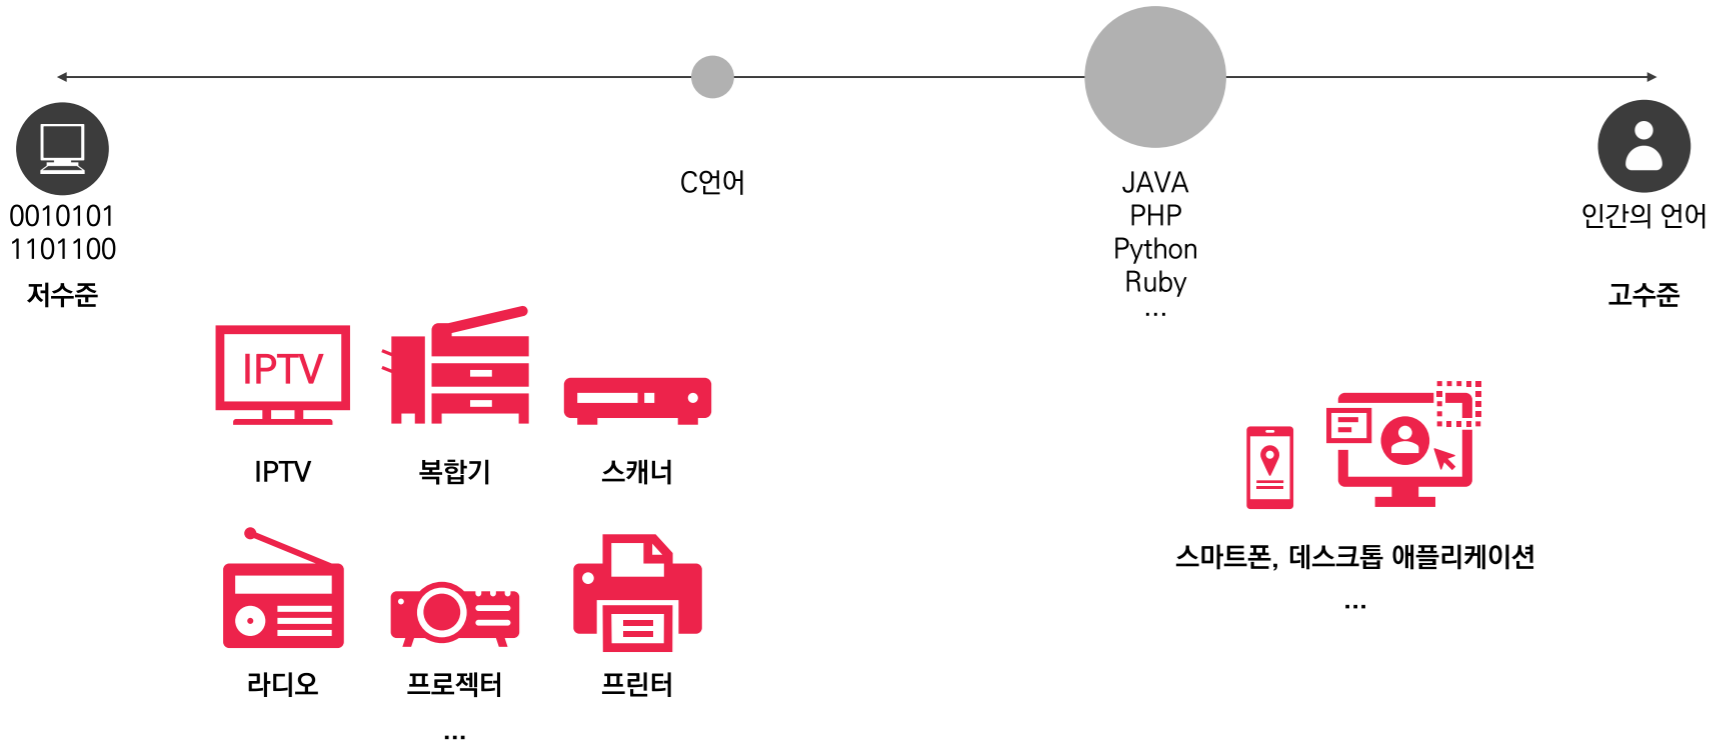 C언어
JAVA
PHP
Python
Ruby
...
0010101
1101100
저수준
인간의 언어
고수준
IPTV
IPTV
복합기
스캐너
라디오
프로젝터
프린터
...
스마트폰, 데스크톱 애플리케이션
...